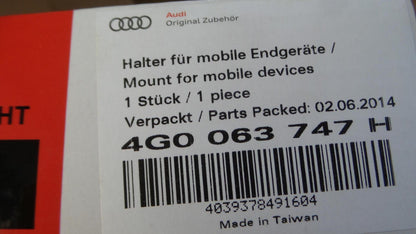 Audi
Original Zubehör
Halter für mobile Endgeräte /
Mount for mobile devices
1 Stück / 1 piece
Verpackt / Parts Packed: 02.06.2014
4G0 063 747 H
4039378491604
Made in Taiwan
HT